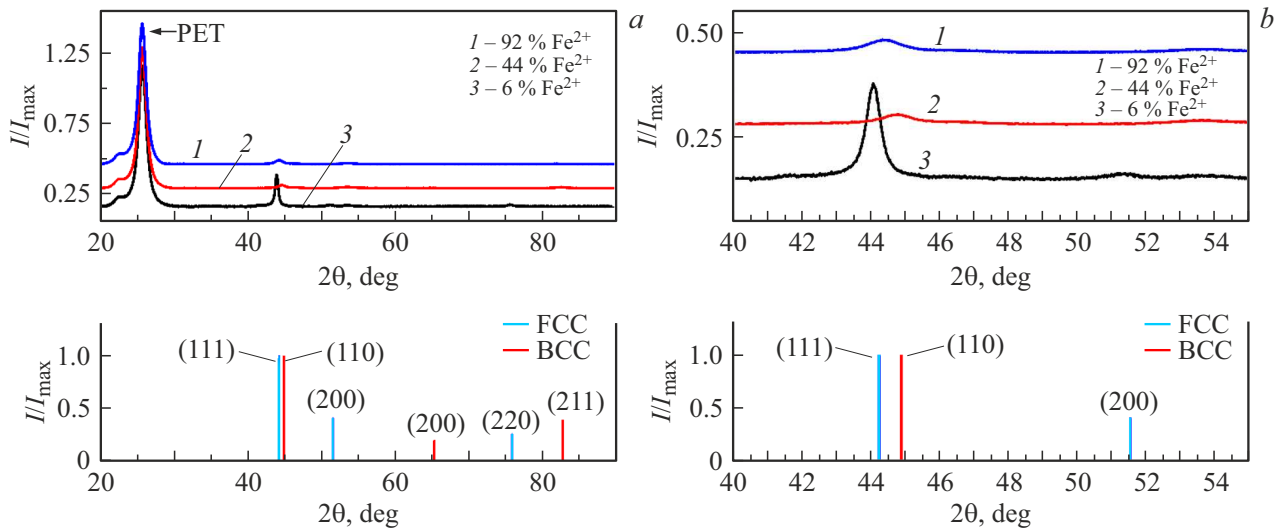 a
PET
1 – 92 % Fe²⁺
2 – 44 % Fe²⁺
3 – 6 % Fe²⁺
1.25
0.75
0.25
I/Iₘₐₓ
1
2
3
20 40 60 80
2θ, deg
b
0.50
0.25
I/Iₘₐₓ
1
2
3
1 – 92 % Fe²⁺
2 – 44 % Fe²⁺
3 – 6 % Fe²⁺
40 42 44 46 48 50 52 54
2θ, deg
FCC
BCC
(111)
(110)
(200)
(200)
(220)
(211)
1.0
0.5
0
I/Iₘₐₓ
20 40 60 80
2θ, deg
FCC
BCC
(111)
(110)
(200)
1.0
0.5
0
I/Iₘₐₓ
40 42 44 46 48 50 52 54
2θ, deg